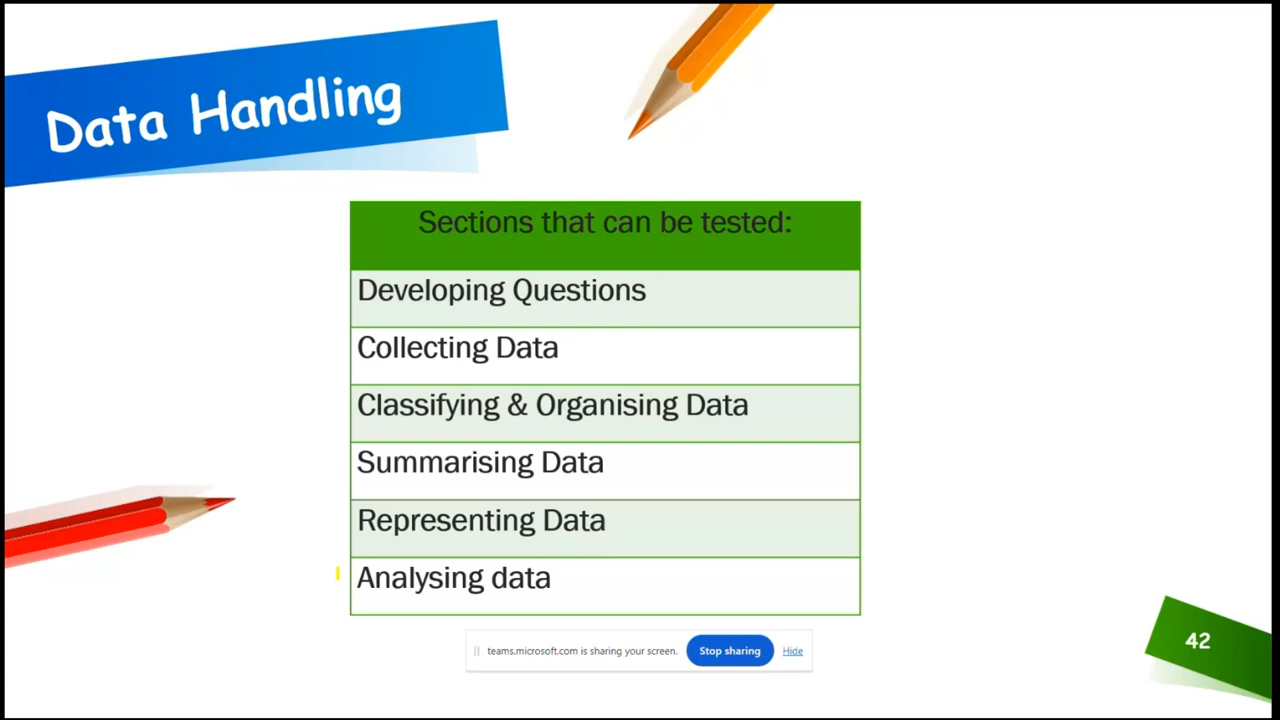 Data Handling
Sections that can be tested:
Developing Questions
Collecting Data
Classifying & Organising Data
Summarising Data
Representing Data
Analysing data
teams.microsoft.com is sharing your screen. Stop sharing Hide
42